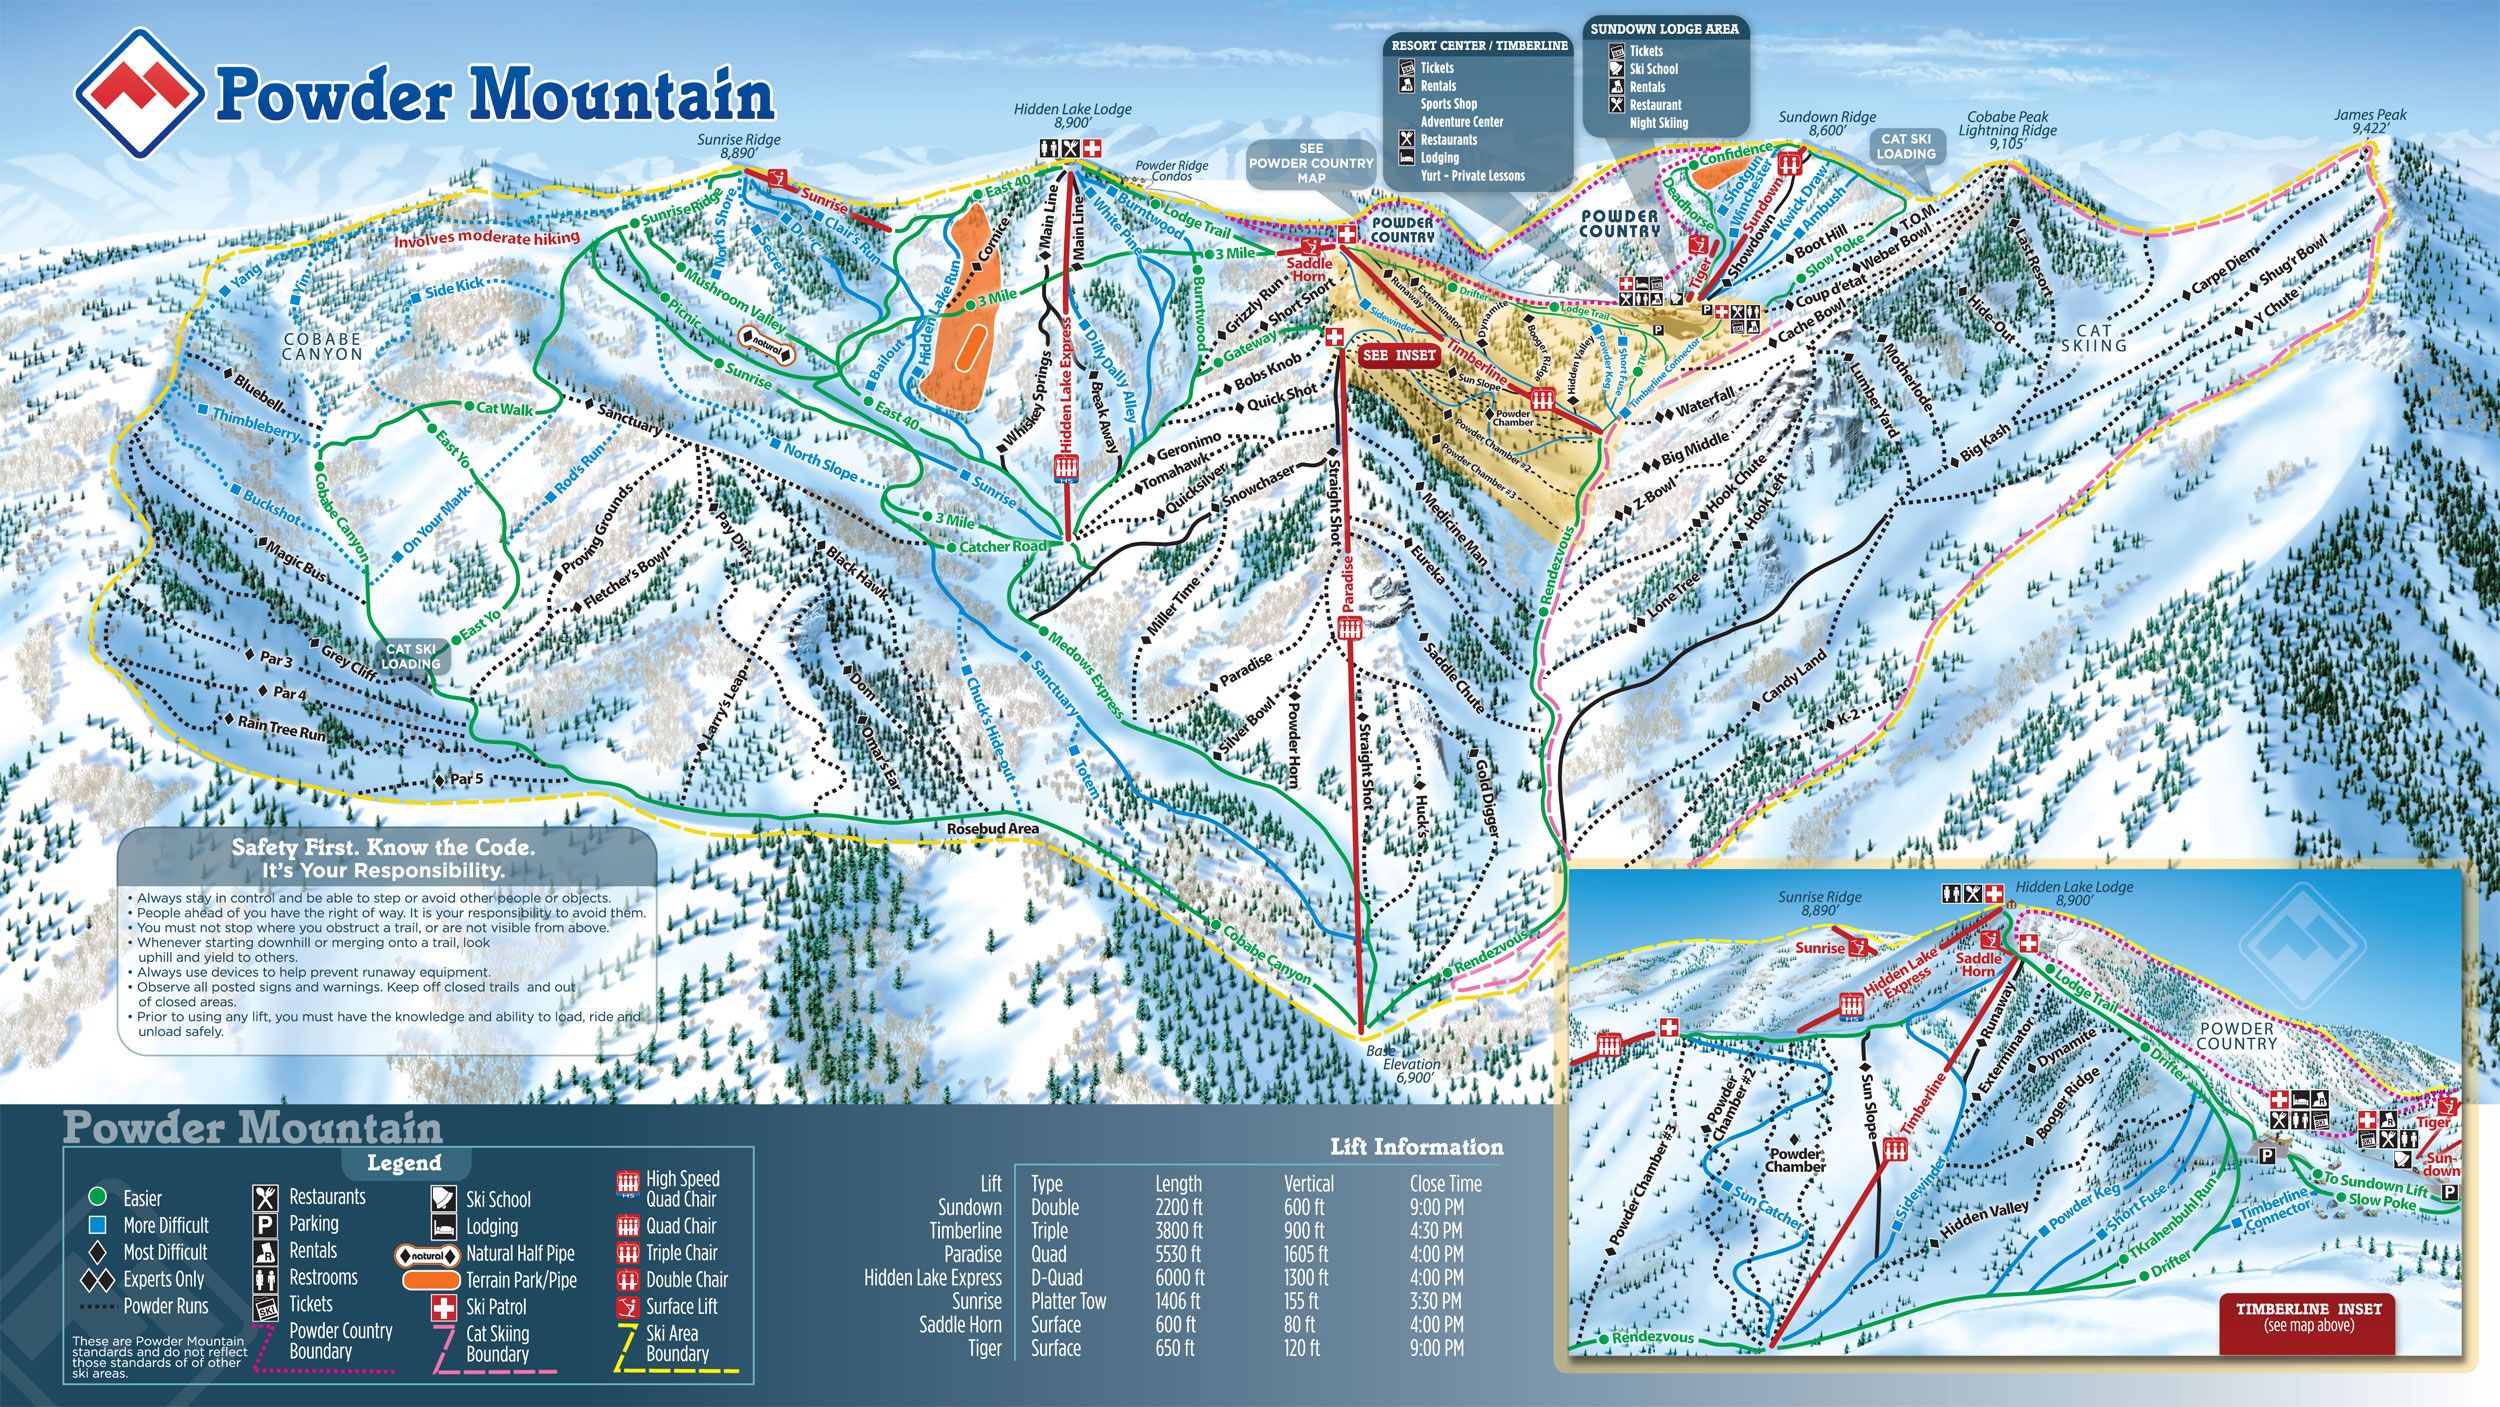 Powder Mountain
Sunrise Ridge
8,890'
Hidden Lake Lodge
8,900'
Powder Ridge
Condos
SEE
POWDER COUNTRY
MAP
RESORT CENTER / TIMBERLINE
Tickets
Rentals
Sports Shop
Adventure Center
Restaurants
Lodging
Yurt - Private Lessons
SUNDOWN LODGE AREA
Tickets
Ski School
Rentals
Restaurant
Night Skiing
Sundown Ridge
8,600'
CAT SKI
LOADING
Cobabe Peak
Lightning Ridge
9,105'
James Peak
9,422'
Involves moderate hiking
Yang
Yin
Side Kick
COBABE
CANYON
Sunrise Ridge
North Shore
Secret
Dr. "C"
Clair's Run
Sunrise
East 40
Cornice
Hidden Lake Run
3 Mile
Mushroom Valley
Picnic
natural
Sunrise
Bailout
East 40
Main Line
Main Line
White Pine
Burntwood
Lodge Trail
3 Mile
Burntwood
Hidden Lake Express
HS
Whiskey Springs
Dilly Dally Alley
Break Away
Saddle
Horn
Grizzly Run
Short Snort
Gateway
Bobs Knob
Quick Shot
Geronimo
Tomahawk
Quicksilver
Snowchaser
POWDER
COUNTRY
POWDER
COUNTRY
SEE INSET
Runaway
Exterminator
Drifter
Dynamite
Sidewinder
Timberline
Booger Ridge
Sun Slope
Hidden Valley
Powder Keg
Short Fuse
TK
Lodge Trail
Timberline Connector
Powder
Chamber
Powder Chamber #2
Powder Chamber #3
P
Confidence
Deadhorse
Shotgun
Winchester
Sundown
Showdown
Kwick Draw
Ambush
Tiger
P
Boot Hill
Slow Poke
T.O.M.
Weber Bowl
Coup d'etat
Cache Bowl
Last Resort
Hide-Out
CAT
SKIING
Carpe Diem
Shug'r Bowl
Y Chute
Waterfall
Big Middle
Z-Bowl
Hook Chute
Hook Left
Lumber Yard
Motherlode
Big Kash
Lone Tree
Candy Land
K-2
Bluebell
Thimbleberry
Buckshot
Magic Bus
Cat Walk
East Yo
Cobabe Canyon
On Your Mark
Rod's Run
Sanctuary
North Slope
Sunrise
3 Mile
Catcher Road
Proving Grounds
Fletcher's Bowl
Pay Dirt
Black Hawk
East Yo
CAT SKI
LOADING
Grey Cliff
Par 3
Par 4
Rain Tree Run
Par 5
Larry's Leap
Dom
Omar's Ear
Chuck's Hide-out
Sanctuary
Totem
Medows Express
Miller Time
Paradise
Silver Bowl
Powder Horn
Straight Shot
Paradise
Straight Shot
Huck's
Gold Digger
Saddle Chute
Eureka
Medicine Man
Rendezvous
Rosebud Area
Cobabe Canyon
Rendezvous
Base
Elevation
6,900'
Safety First. Know the Code.
It's Your Responsibility.
• Always stay in control and be able to step or avoid other people or objects.
• People ahead of you have the right of way. It is your responsibility to avoid them.
• You must not stop where you obstruct a trail, or are not visible from above.
• Whenever starting downhill or merging onto a trail, look
uphill and yield to others.
• Always use devices to help prevent runaway equipment.
• Observe all posted signs and warnings. Keep off closed trails and out
of closed areas.
• Prior to using any lift, you must have the knowledge and ability to load, ride and
unload safely.
Sunrise Ridge
8,890'
Hidden Lake Lodge
8,900'
Sunrise
Hidden Lake
Express
HS
Saddle
Horn
Lodge Trail
POWDER
COUNTRY
Runaway
Exterminator
Dynamite
Drifter
Booger Ridge
Timberline
Sun Slope
Powder
Chamber #2
Powder
Chamber
Powder Chamber #3
Sun Catcher
Sidewinder
Hidden Valley
Powder Keg
Short Fuse
TKrahenbuhl Run
Drifter
Timberline
Connector
To Sundown Lift
Slow Poke
Tiger
Sun-
down
P
P
Rendezvous
TIMBERLINE INSET
(see map above)
Powder Mountain
Legend
Easier
More Difficult
Most Difficult
Experts Only
Powder Runs
These are Powder Mountain
standards and do not reflect
those standards of of other
ski areas.
Restaurants
P Parking
Rentals
Restrooms
SKI Tickets
Powder Country
Boundary
Ski School
Lodging
natural Natural Half Pipe
Terrain Park/Pipe
Ski Patrol
Cat Skiing
Boundary
High Speed
HS Quad Chair
Quad Chair
Triple Chair
Double Chair
Surface Lift
Ski Area
Boundary
Lift Information
Lift Type Length Vertical Close Time
Sundown Double 2200 ft 600 ft 9:00 PM
Timberline Triple 3800 ft 900 ft 4:30 PM
Paradise Quad 5530 ft 1605 ft 4:00 PM
Hidden Lake Express D-Quad 6000 ft 1300 ft 4:00 PM
Sunrise Platter Tow 1406 ft 155 ft 3:30 PM
Saddle Horn Surface 600 ft 80 ft 4:00 PM
Tiger Surface 650 ft 120 ft 9:00 PM